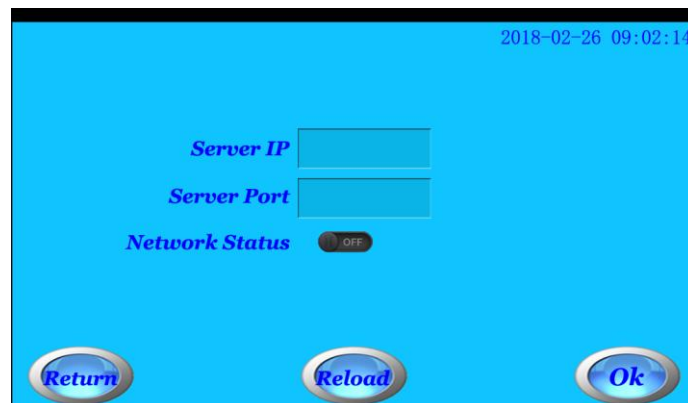 2018-02-26 09:02:14
Server IP
Server Port
Network Status OFF
Return Reload Ok